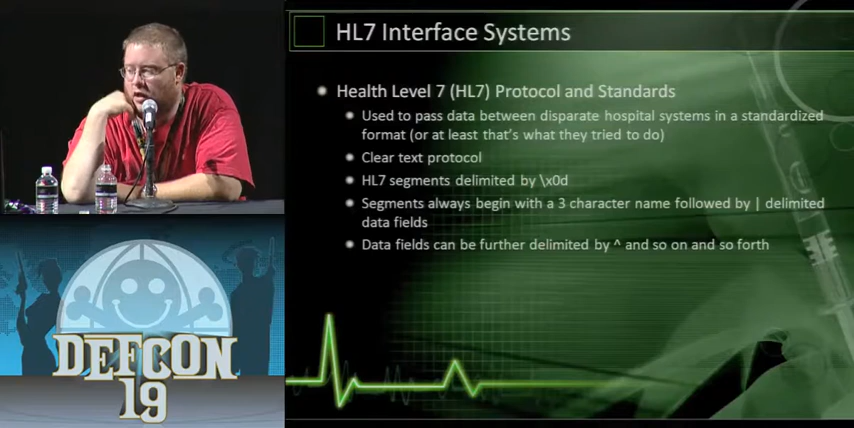 HL7 Interface Systems
Health Level 7 (HL7) Protocol and Standards
Used to pass data between disparate hospital systems in a standardized
format (or at least that's what they tried to do)
Clear text protocol
HL7 segments delimited by \x0d
Segments always begin with a 3 character name followed by | delimited
data fields
Data fields can be further delimited by ^ and so on and so forth
DEFCON
19